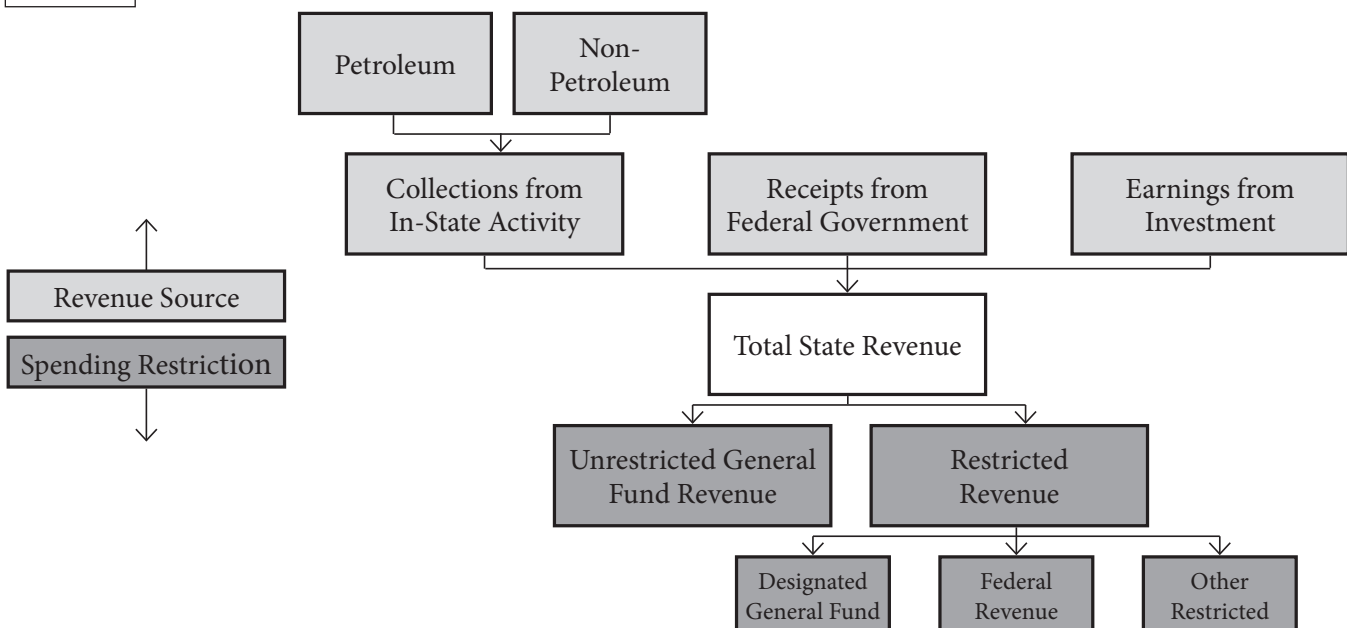 Petroleum
Non-
Petroleum
Collections from
In-State Activity
Receipts from
Federal Government
Earnings from
Investment
Revenue Source
Spending Restriction
Total State Revenue
Unrestricted General
Fund Revenue
Restricted
Revenue
Designated
General Fund
Federal
Revenue
Other
Restricted